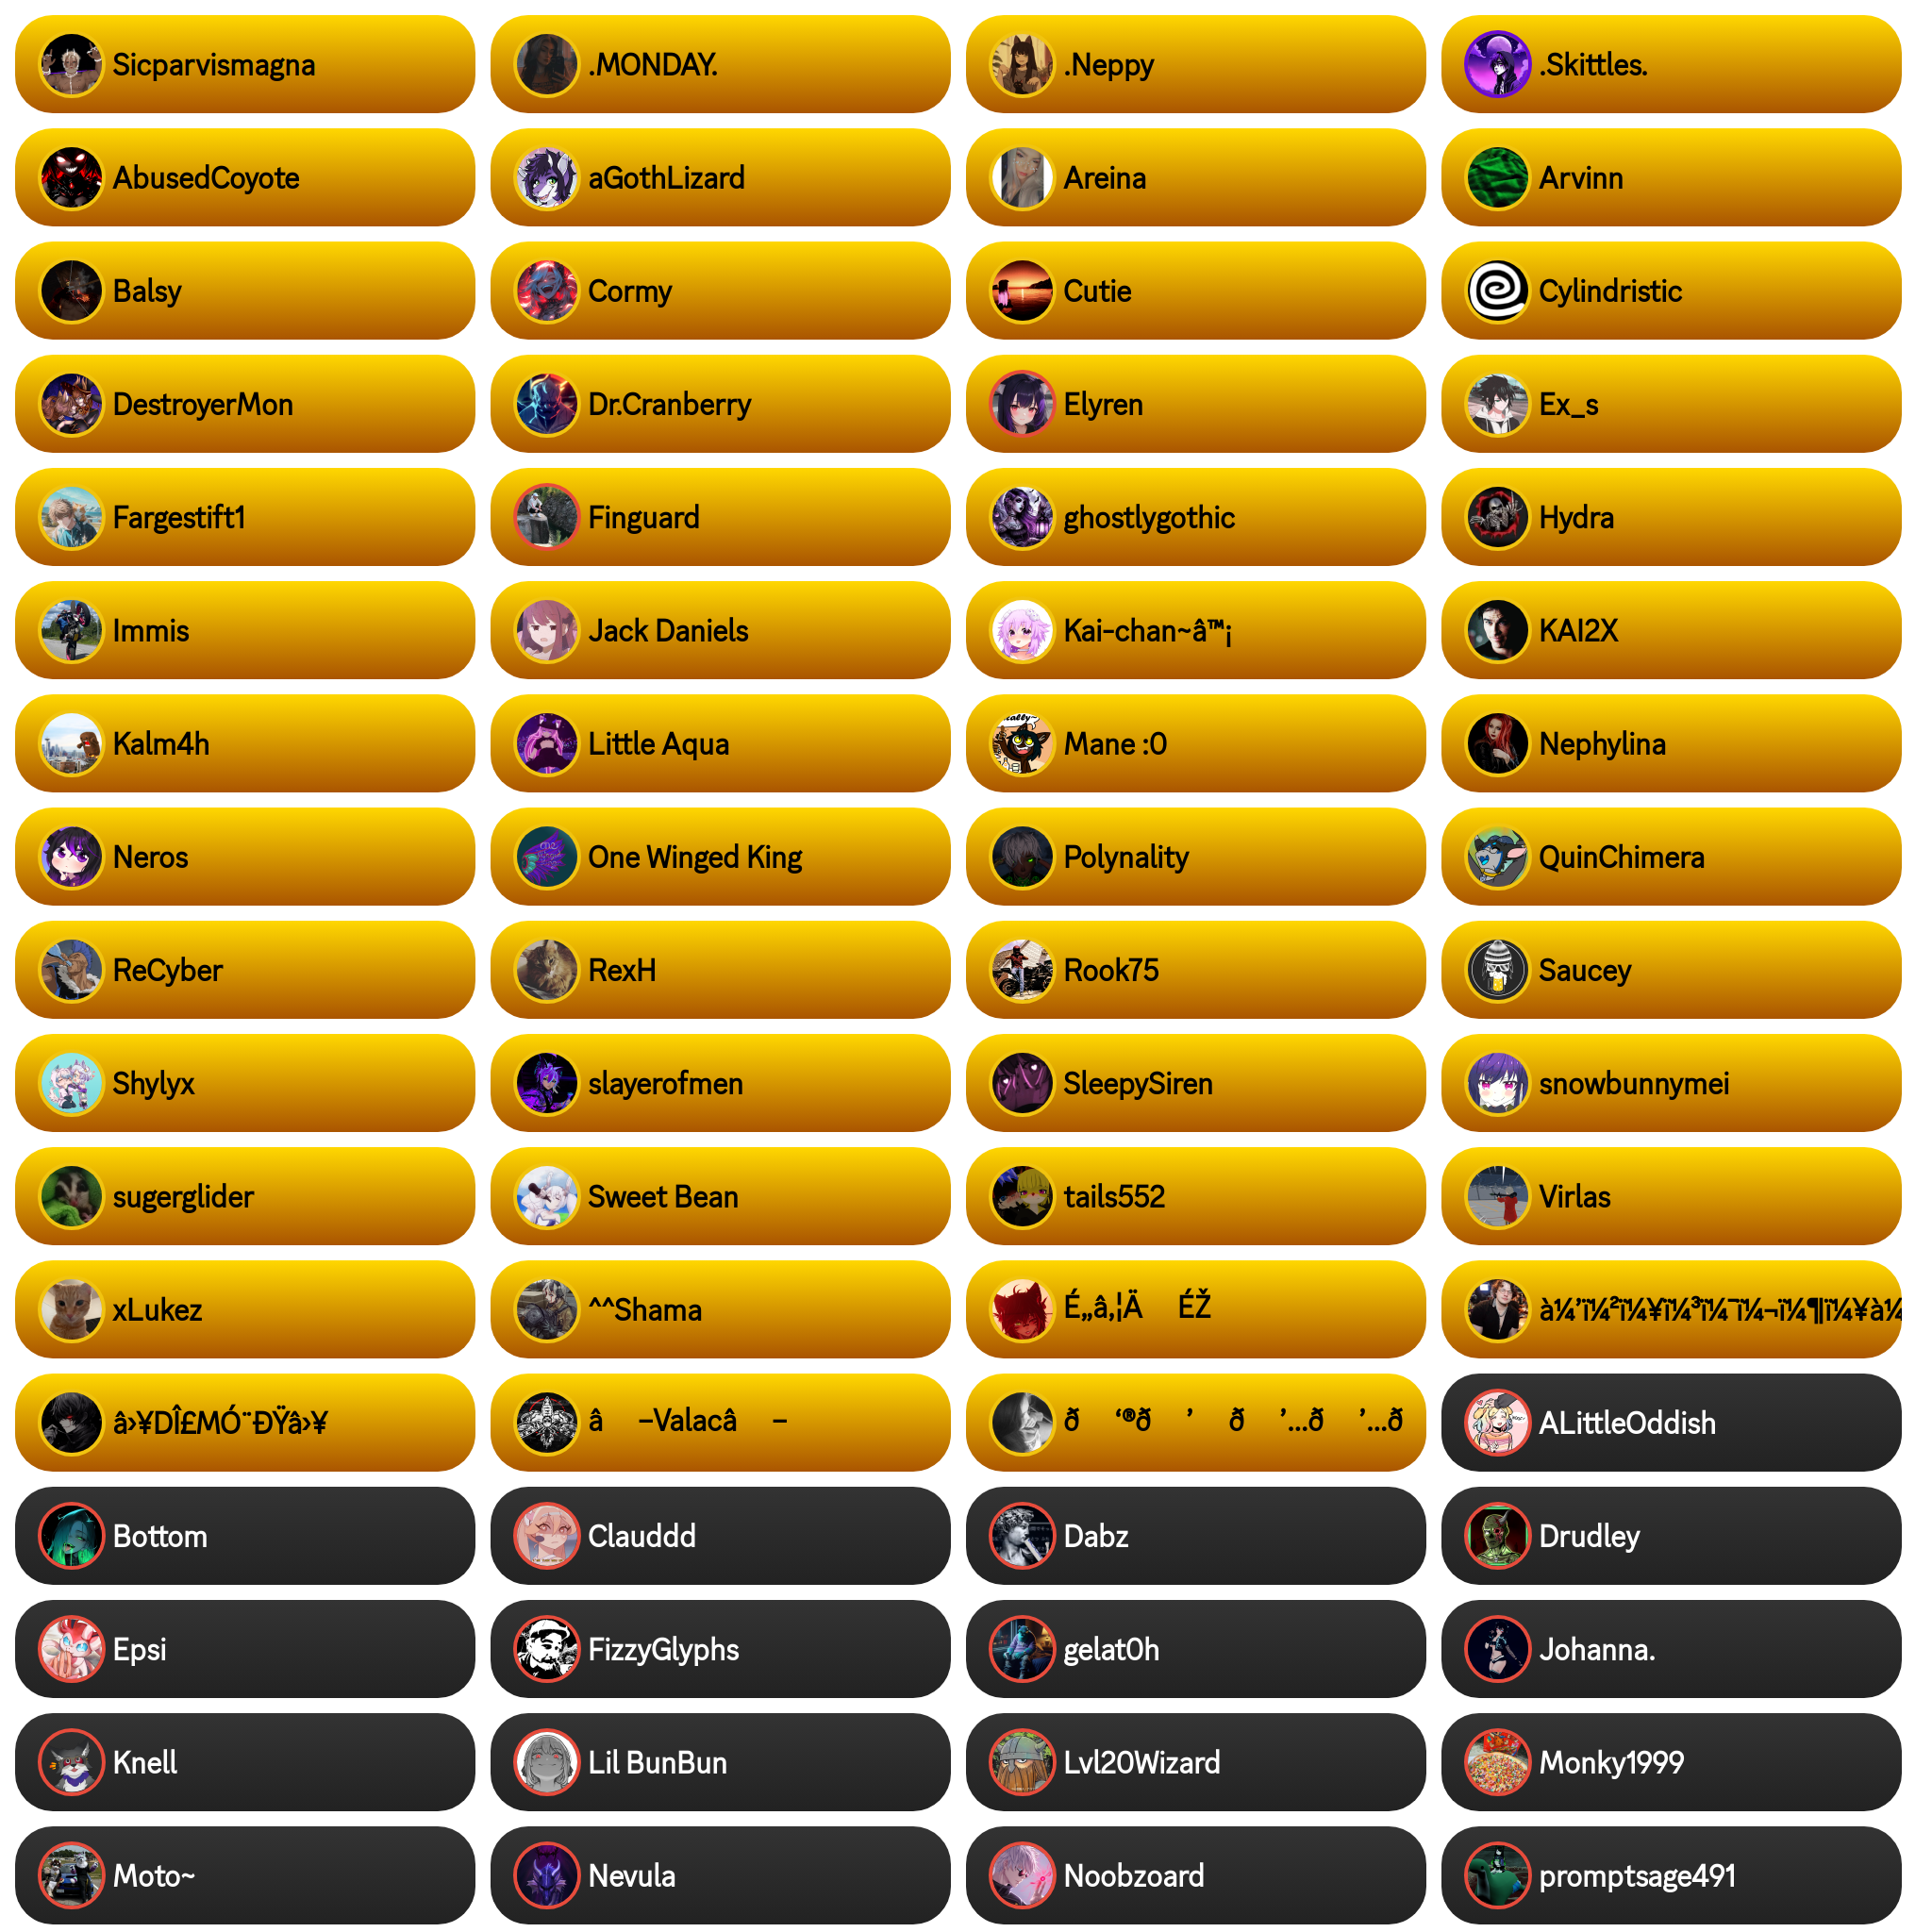 Sicparvismagna
.MONDAY.
.Neppy
.Skittles.
AbusedCoyote
aGothLizard
Areina
Arvinn
Balsy
Cormy
Cutie
Cylindristic
DestroyerMon
Dr.Cranberry
Elyren
Ex_s
Fargestift1
Finguard
ghostlygothic
Hydra
Immis
Jack Daniels
Kai-chan~â™¡
KAI2X
Kalm4h
Little Aqua
Mane :0
Nephylina
Neros
One Winged King
Polynality
QuinChimera
ReCyber
RexH
Rook75
Saucey
Shylyx
slayerofmen
SleepySiren
snowbunnymei
sugerglider
Sweet Bean
tails552
Virlas
xLukez
^^Shama
É„â‚¦Ä ÉŽ
à¼’ï¼²ï¼¥ï¼³ï¼¯ï¼¬ï¼¶ï¼¥à¼
â›¥DÎ£MÓ¨ÐŸâ›¥
â –Valacâ –
ð ‘®ð ’ ð ’…ð ’…ð
ALittleOddish
Bottom
Clauddd
Dabz
Drudley
Epsi
FizzyGlyphs
gelat0h
Johanna.
Knell
Lil BunBun
Lvl20Wizard
Monky1999
Moto~
Nevula
Noobzoard
promptsage491